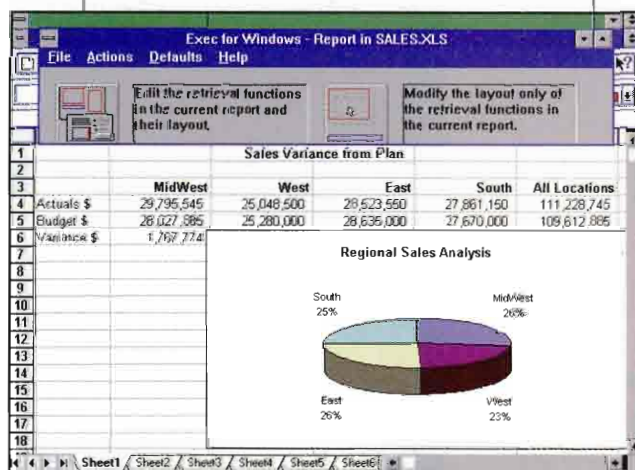 Exec for Windows - Report in SALES.XLS
File Actions Defaults Help
Edit the retrieval functions
in the current report and
their layout.
Modify the layout only of
the retrieval functions in
the current report.
1 Sales Variance from Plan
2
3 MidWest West East South All Locations
4 Actuals $ 29,795,545 25,048,500 28,523,550 27,861,150 111,228,745
5 Budget $ 28,027,885 25,280,000 28,635,000 27,670,000 109,612,885
6 Variance $ 1,767,774
7
8
9
10
11
12
13
14
15
16
17
18
Regional Sales Analysis
South
25%
MidWest
26%
East
26%
West
23%
Sheet1 Sheet2 Sheet3 Sheet4 Sheet5 Sheet6